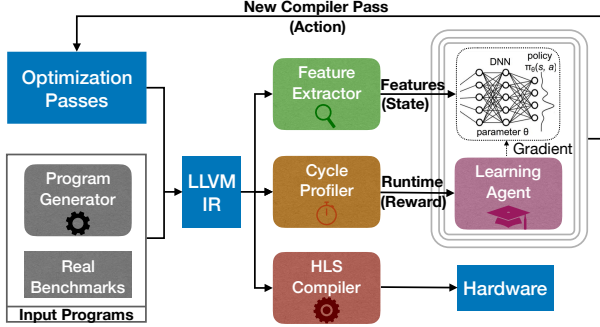 New Compiler Pass
(Action)
Optimization
Passes
Feature
Extractor
Features
(State)
DNN
policy
πθ(s, a)
parameter θ
Gradient
Program
Generator
LLVM
IR
Cycle
Profiler
Runtime
(Reward)
Learning
Agent
Real
Benchmarks
HLS
Compiler
Hardware
Input Programs